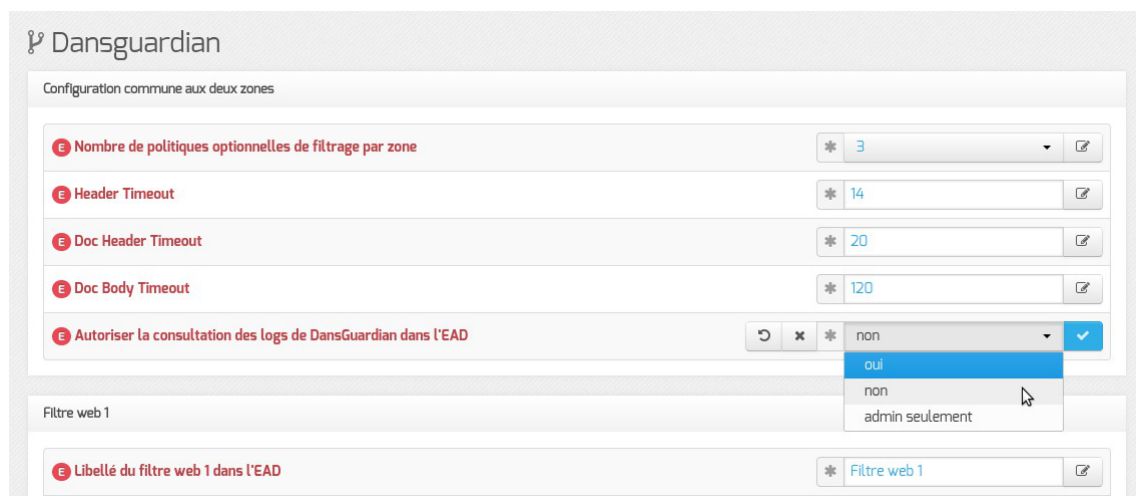 Dansguardian
Configuration commune aux deux zones
E Nombre de politiques optionnelles de filtrage par zone 3
E Header Timeout 14
E Doc Header Timeout 20
E Doc Body Timeout 120
E Autoriser la consultation des logs de DansGuardian dans l'EAD non
oui
non
admin seulement
Filtre web 1
E Libellé du filtre web 1 dans l'EAD Filtre web 1